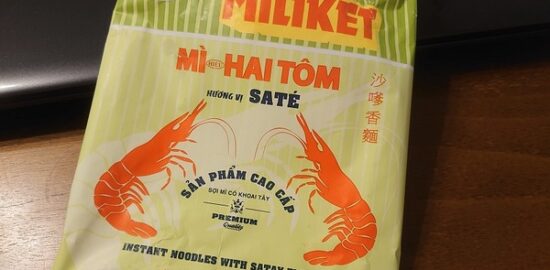 MILIKET
MÌ HAI TÔM
HƯƠNG VỊ SATÉ
沙嗲香麵
SẢN PHẨM CAO CẤP
SỢI MÌ CÓ KHOAI TÂY
PREMIUM
Quality
INSTANT NOODLES WITH SATAY